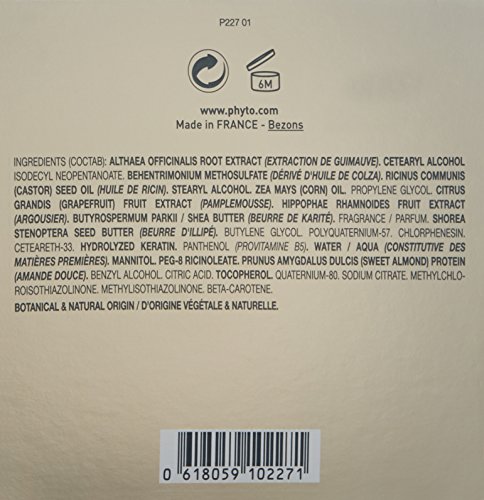 P227 01
6M
www.phyto.com
Made in FRANCE - Bezons
INGREDIENTS (COCTAB): ALTHAEA OFFICINALIS ROOT EXTRACT (EXTRACTION DE GUIMAUVE). CETEARYL ALCOHOL
ISODECYL NEOPENTANOATE. BEHENTRIMONIUM METHOSULFATE (DÉRIVÉ D'HUILE DE COLZA). RICINUS COMMUNIS
(CASTOR) SEED OIL (HUILE DE RICIN). STEARYL ALCOHOL. ZEA MAYS (CORN) OIL. PROPYLENE GLYCOL. CITRUS
GRANDIS (GRAPEFRUIT) FRUIT EXTRACT (PAMPLEMOUSSE). HIPPOPHAE RHAMNOIDES FRUIT EXTRACT
(ARGOUSIER). BUTYROSPERMUM PARKII / SHEA BUTTER (BEURRE DE KARITÉ). FRAGRANCE / PARFUM. SHOREA
STENOPTERA SEED BUTTER (BEURRE D'ILLIPÉ). BUTYLENE GLYCOL. POLYQUATERNIUM-57. CHLORPHENESIN.
CETEARETH-33. HYDROLYZED KERATIN. PANTHENOL (PROVITAMINE B5). WATER / AQUA (CONSTITUTIVE DES
MATIÈRES PREMIÈRES). MANNITOL. PEG-8 RICINOLEATE. PRUNUS AMYGDALUS DULCIS (SWEET ALMOND) PROTEIN
(AMANDE DOUCE). BENZYL ALCOHOL. CITRIC ACID. TOCOPHEROL. QUATERNIUM-80. SODIUM CITRATE. METHYLCHLO-
ROISOTHIAZOLINONE. METHYLISOTHIAZOLINONE. BETA-CAROTENE.
BOTANICAL & NATURAL ORIGIN / D'ORIGINE VÉGÉTALE & NATURELLE.
0 618059 102271